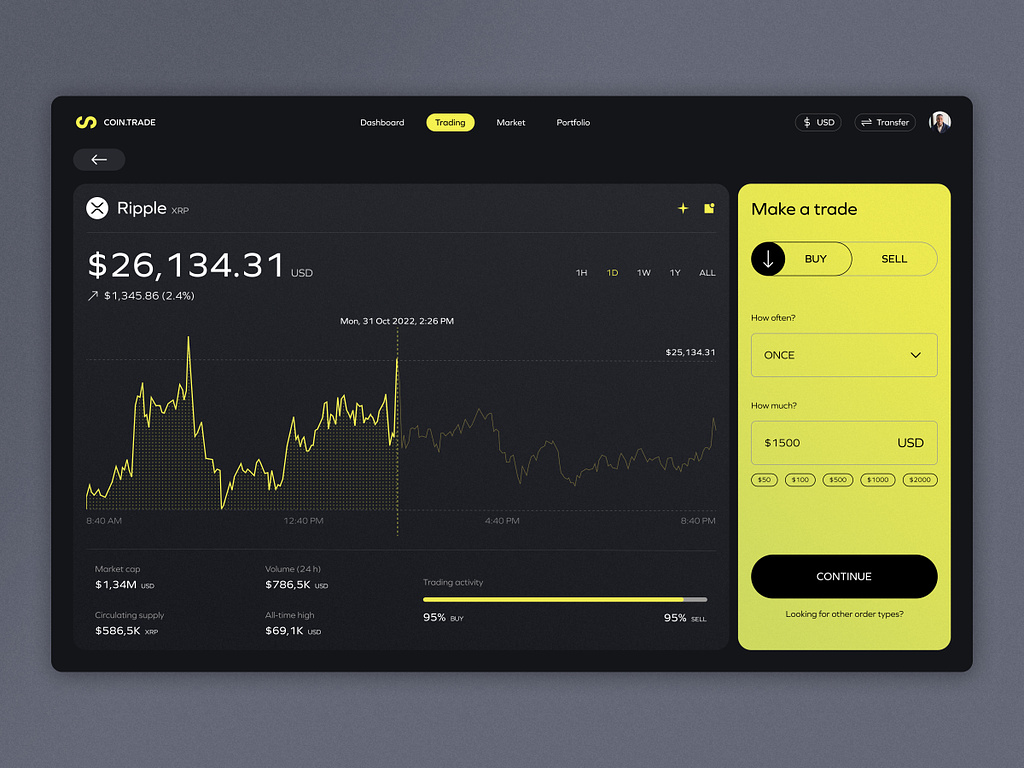 COIN.TRADE
Dashboard
Trading
Market
Portfolio
$ USD
Transfer
Ripple XRP
$26,134.31 USD
$1,345.86 (2.4%)
1H 1D 1W 1Y ALL
Mon, 31 Oct 2022, 2:26 PM
$25,134.31
8:40 AM 12:40 PM 4:40 PM 8:40 PM
Market cap
$1,34M USD
Volume (24 h)
$786,5K USD
Circulating supply
$586,5K XRP
All-time high
$69,1K USD
Trading activity
95% BUY
95% SELL
Make a trade
BUY
SELL
How often?
ONCE
How much?
$1500 USD
$50 $100 $500 $1000 $2000
CONTINUE
Looking for other order types?